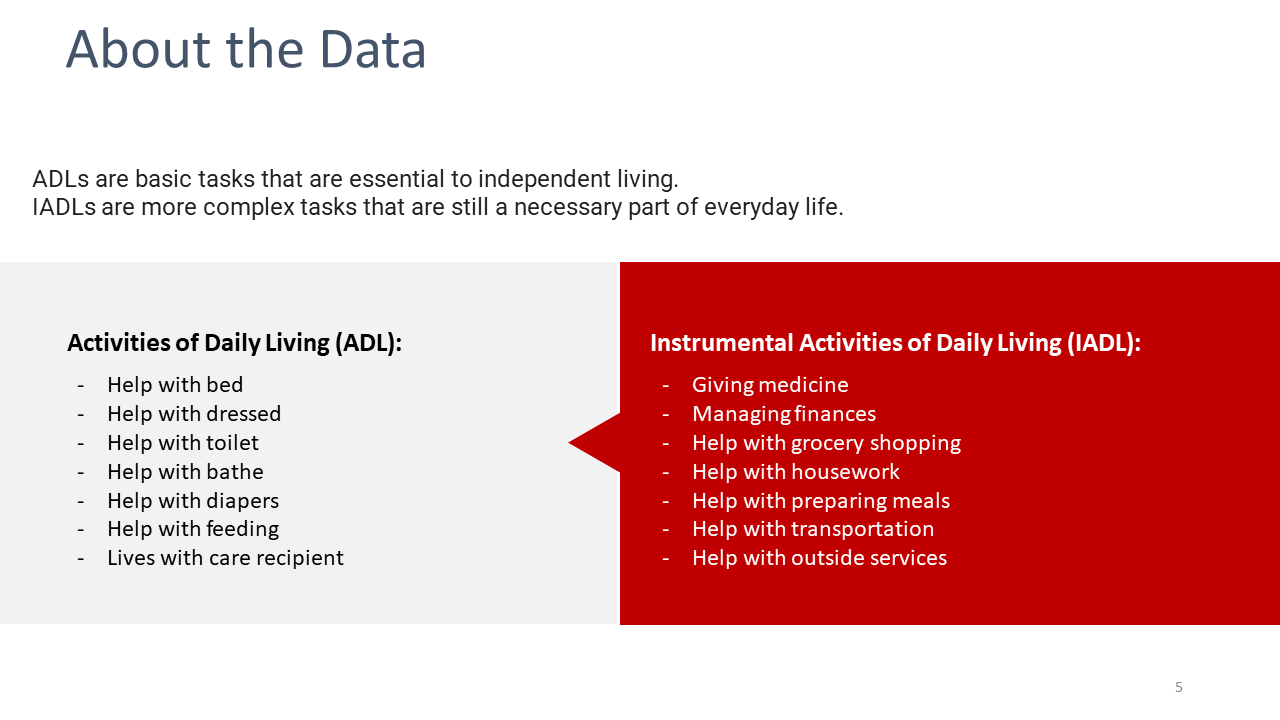 About the Data
ADLs are basic tasks that are essential to independent living.
IADLs are more complex tasks that are still a necessary part of everyday life.
Activities of Daily Living (ADL):
- Help with bed
- Help with dressed
- Help with toilet
- Help with bathe
- Help with diapers
- Help with feeding
- Lives with care recipient
Instrumental Activities of Daily Living (IADL):
- Giving medicine
- Managing finances
- Help with grocery shopping
- Help with housework
- Help with preparing meals
- Help with transportation
- Help with outside services
5